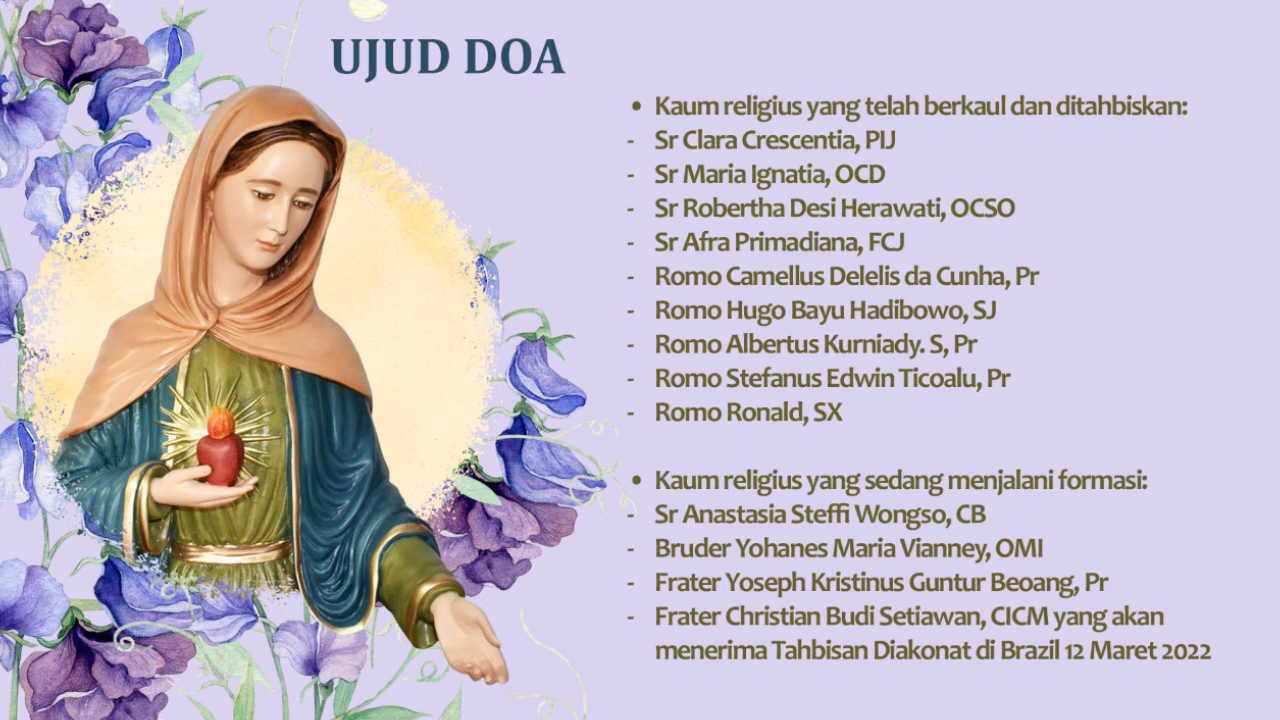 UJUD DOA
• Kaum religius yang telah berkaul dan ditahbiskan:
- Sr Clara Crescentia, PIJ
- Sr Maria Ignatia, OCD
- Sr Robertha Desi Herawati, OCSO
- Sr Afra Primadiana, FCJ
- Romo Camellus Delelis da Cunha, Pr
- Romo Hugo Bayu Hadibowo, SJ
- Romo Albertus Kurniady. S, Pr
- Romo Stefanus Edwin Ticoalu, Pr
- Romo Ronald, SX
• Kaum religius yang sedang menjalani formasi:
- Sr Anastasia Steffi Wongso, CB
- Bruder Yohanes Maria Vianney, OMI
- Frater Yoseph Kristinus Guntur Beoang, Pr
- Frater Christian Budi Setiawan, CICM yang akan
menerima Tahbisan Diakonat di Brazil 12 Maret 2022